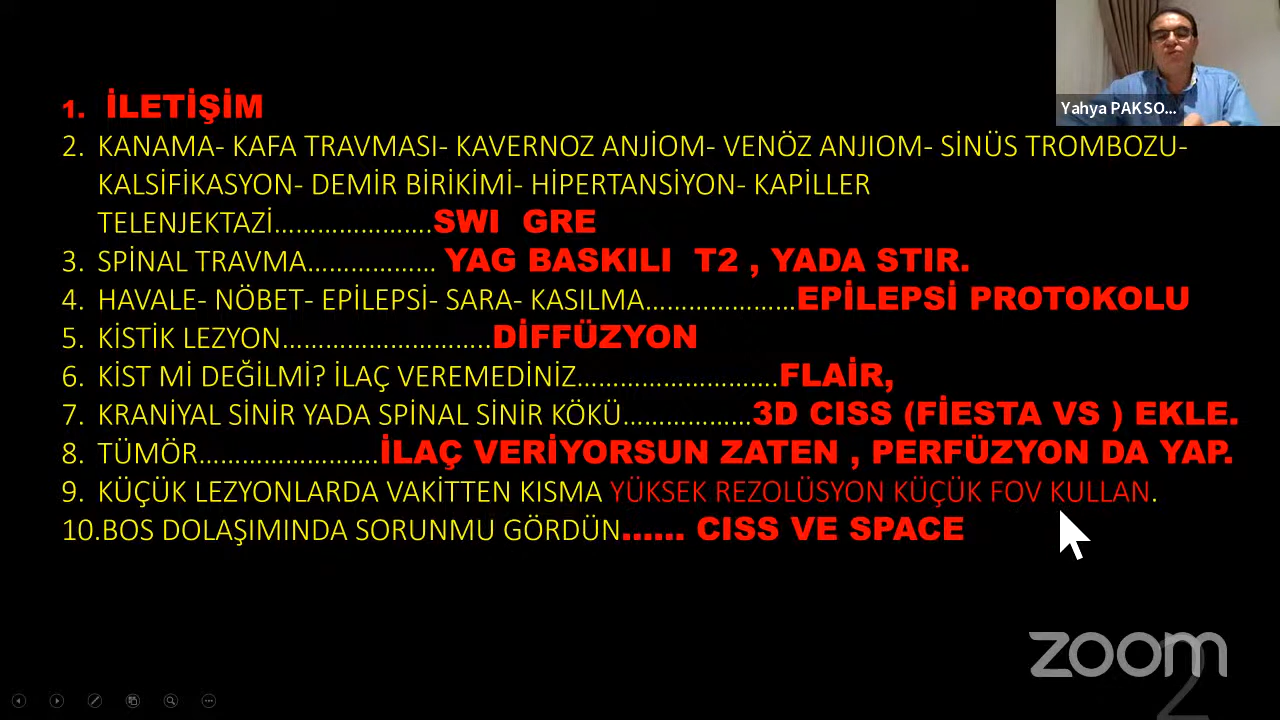 Yahya PAKSO...
1. İLETİŞİM
2. KANAMA- KAFA TRAVMASI- KAVERNOZ ANJİOM- VENÖZ ANJIOM- SİNÜS TROMBOZU-
KALSİFİKASYON- DEMİR BİRİKİMİ- HİPERTANSİYON- KAPİLLER
TELENJEKTAZİ....................SWI GRE
3. SPİNAL TRAVMA.................. YAG BASKILI T2 , YADA STIR.
4. HAVALE- NÖBET- EPİLEPSİ- SARA- KASILMA.....................EPİLEPSİ PROTOKOLU
5. KİSTİK LEZYON.............................DİFFÜZYON
6. KİST Mİ DEĞİLMİ? İLAÇ VEREMEDİNİZ............................FLAİR,
7. KRANİYAL SİNİR YADA SPİNAL SİNİR KÖKÜ..................3D CISS (FİESTA VS ) EKLE.
8. TÜMÖR.........................İLAÇ VERİYORSUN ZATEN , PERFÜZYON DA YAP.
9. KÜÇÜK LEZYONLARDA VAKİTTEN KISMA YÜKSEK REZOLÜSYON KÜÇÜK FOV KULLAN.
10.BOS DOLAŞIMINDA SORUNMU GÖRDÜN...... CISS VE SPACE
zoom
2